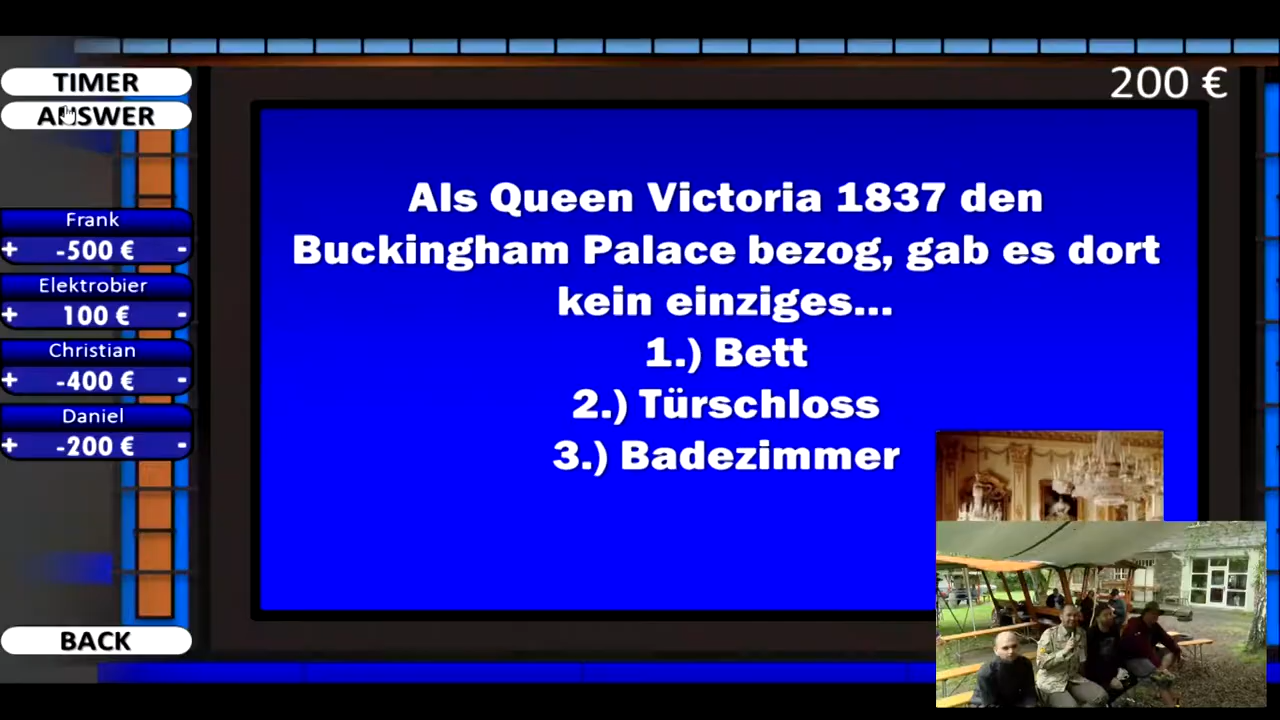 TIMER
200 €
ANSWER
Als Queen Victoria 1837 den
Buckingham Palace bezog, gab es dort
kein einziges...
1.) Bett
2.) Türschloss
3.) Badezimmer
Frank
+ -500 € -
Elektrobier
+ 100 € -
Christian
+ -400 € -
Daniel
+ -200 € -
BACK